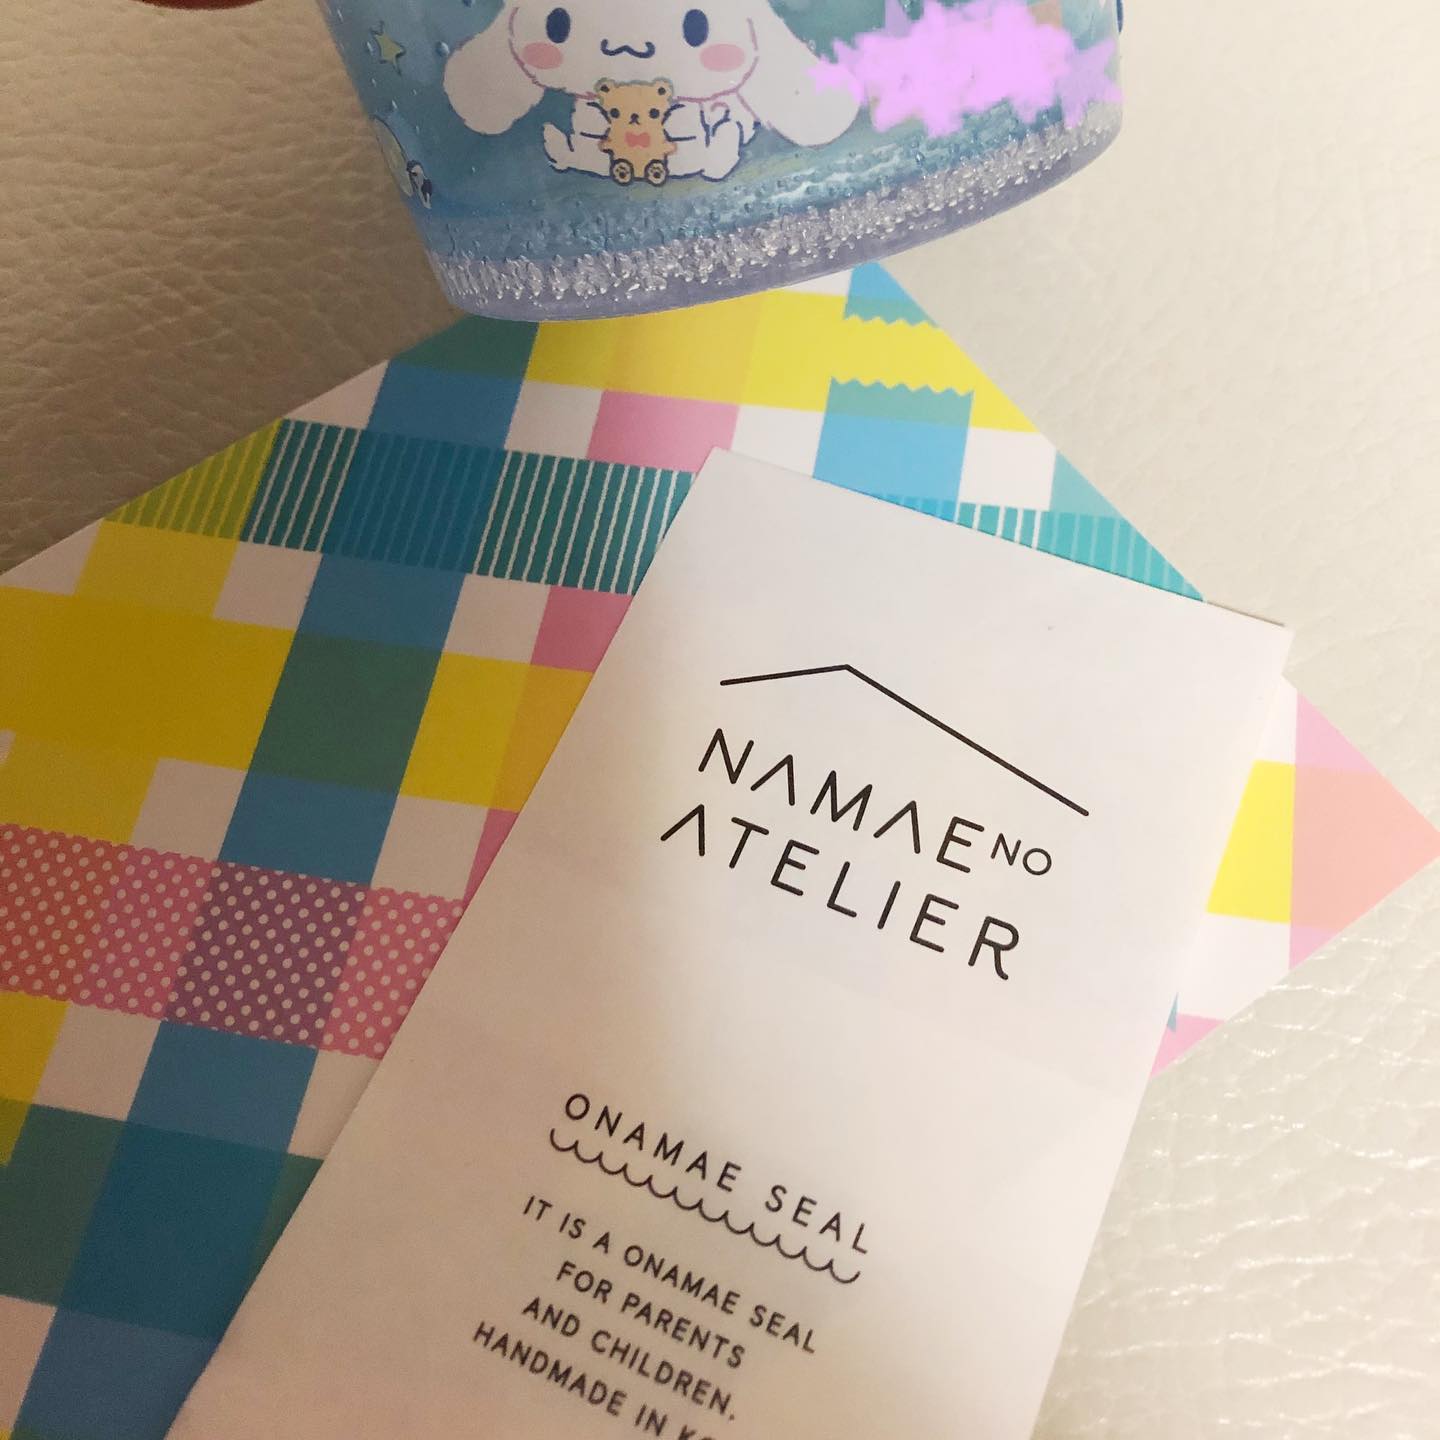 NAMAE NO
ATELIER
ONAMAE SEAL
IT IS A ONAMAE SEAL
FOR PARENTS
AND CHILDREN.
HANDMADE IN